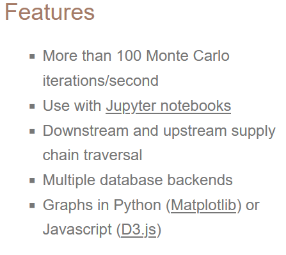 Features
▪ More than 100 Monte Carlo
iterations/second
▪ Use with Jupyter notebooks
▪ Downstream and upstream supply
chain traversal
▪ Multiple database backends
▪ Graphs in Python (Matplotlib) or
Javascript (D3.js)